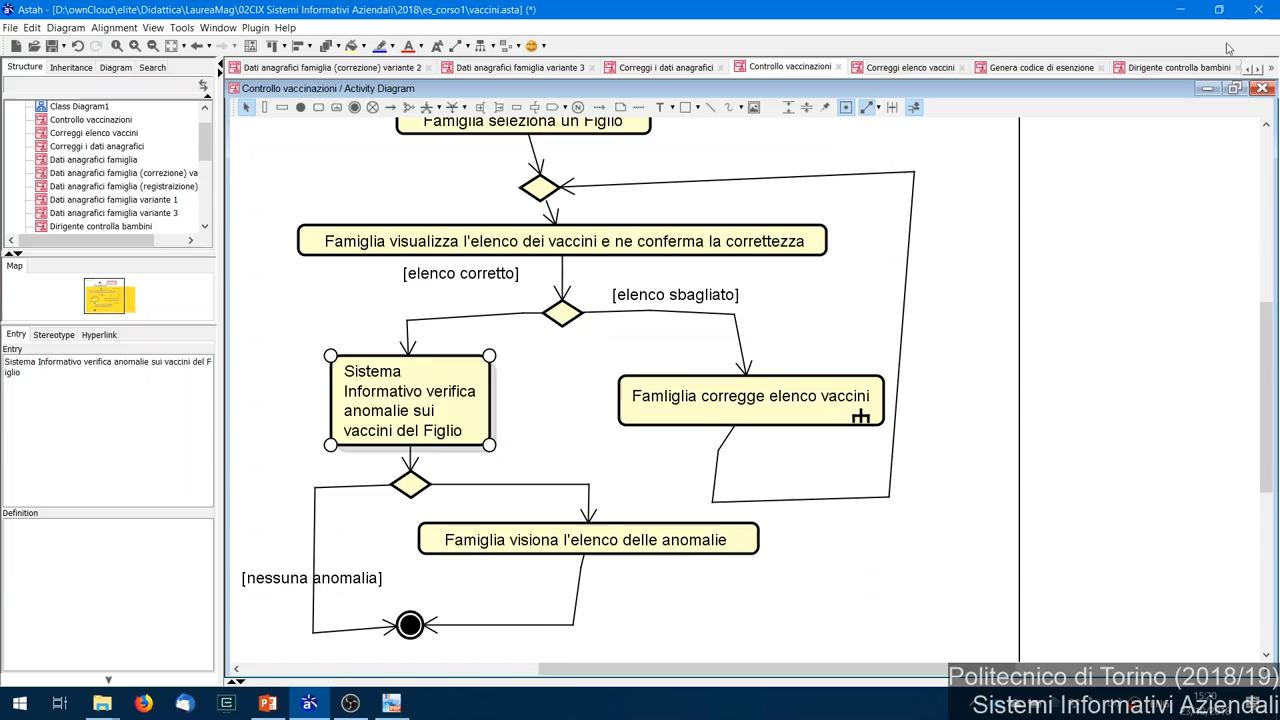 Astah - [D:\ownCloud\elite\Didattica\LaureaMag\02CIX Sistemi Informativi Aziendali\2018\es_corso1\vaccini.asta] (*)
File Edit Diagram Alignment View Tools Window Plugin Help
Structure Inheritance Diagram Search
Dati anagrafici famiglia (correzione) variante 2
Dati anagrafici famiglia variante 3
Correggi i dati anagrafici
Controllo vaccinazioni
Correggi elenco vaccini
Genera codice di esenzione
Dirigente controlla bambini
Controllo vaccinazioni / Activity Diagram
Class Diagram1
Controllo vaccinazioni
Correggi elenco vaccini
Correggi i dati anagrafici
Dati anagrafici famiglia
Dati anagrafici famiglia (correzione) va
Dati anagrafici famiglia (registraizione)
Dati anagrafici famiglia variante 1
Dati anagrafici famiglia variante 3
Dirigente controlla bambini
Map
Entry Stereotype Hyperlink
Entry
Sistema Informativo verifica anomalie sui vaccini del F
iglio
Definition
Famiglia seleziona un Figlio
Famiglia visualizza l'elenco dei vaccini e ne conferma la correttezza
[elenco corretto]
[elenco sbagliato]
Sistema
Informativo verifica
anomalie sui
vaccini del Figlio
Famliglia corregge elenco vaccini
Famiglia visiona l'elenco delle anomalie
[nessuna anomalia]
Politecnico di Torino (2018/19)
Sistemi Informativi Aziendali